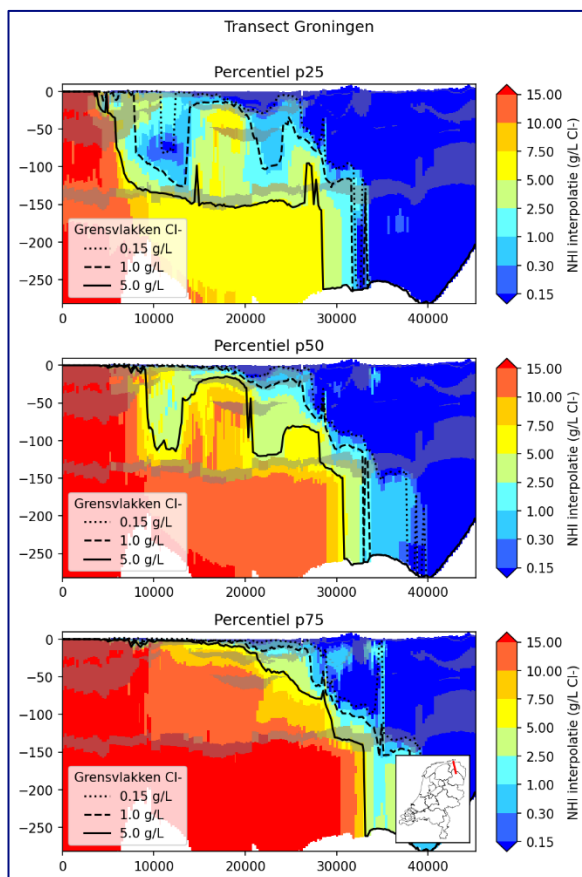 Transect Groningen
Percentiel p25
0
−50
−100
−150
−200
−250
Grensvlakken Cl-
0.15 g/L
1.0 g/L
5.0 g/L
0 10000 20000 30000 40000
15.00
10.00
7.50
5.00
2.50
1.00
0.30
0.15
NHI interpolatie (g/L Cl-)
Percentiel p50
0
−50
−100
−150
−200
−250
Grensvlakken Cl-
0.15 g/L
1.0 g/L
5.0 g/L
0 10000 20000 30000 40000
15.00
10.00
7.50
5.00
2.50
1.00
0.30
0.15
NHI interpolatie (g/L Cl-)
Percentiel p75
0
−50
−100
−150
−200
−250
Grensvlakken Cl-
0.15 g/L
1.0 g/L
5.0 g/L
0 10000 20000 30000 40000
15.00
10.00
7.50
5.00
2.50
1.00
0.30
0.15
NHI interpolatie (g/L Cl-)